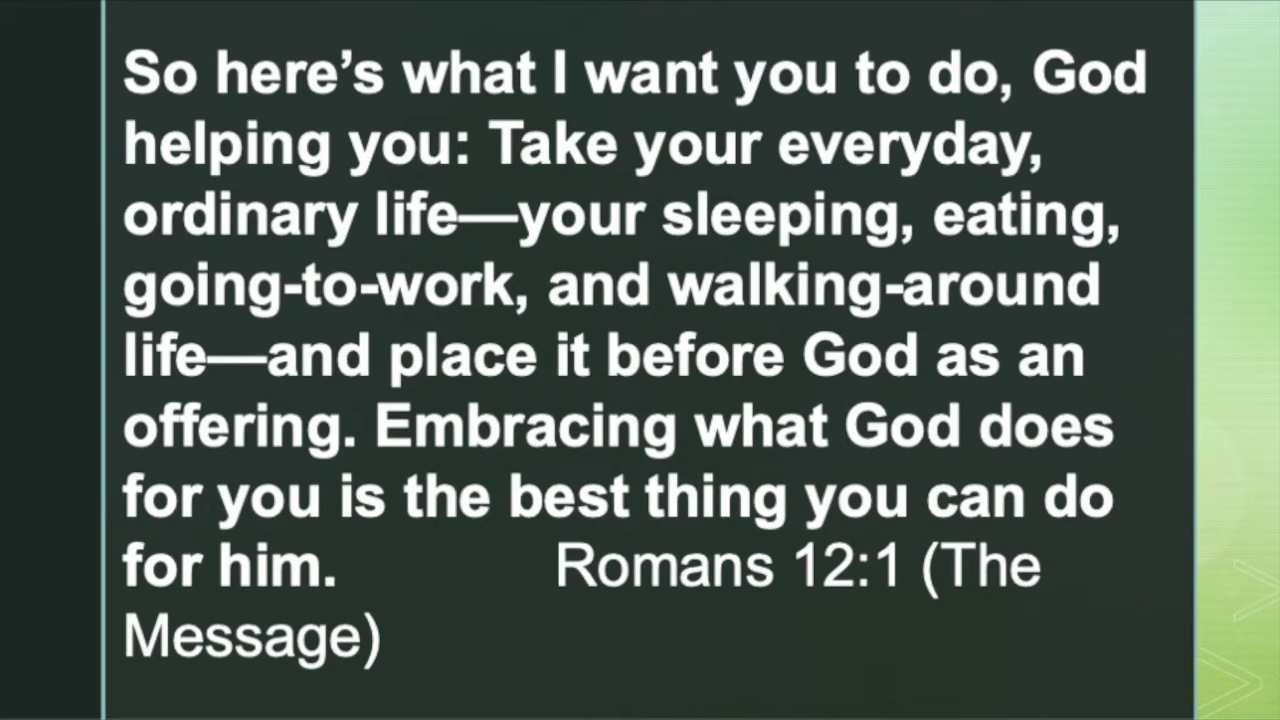 So here’s what I want you to do, God
helping you: Take your everyday,
ordinary life—your sleeping, eating,
going-to-work, and walking-around
life—and place it before God as an
offering. Embracing what God does
for you is the best thing you can do
for him. Romans 12:1 (The
Message)